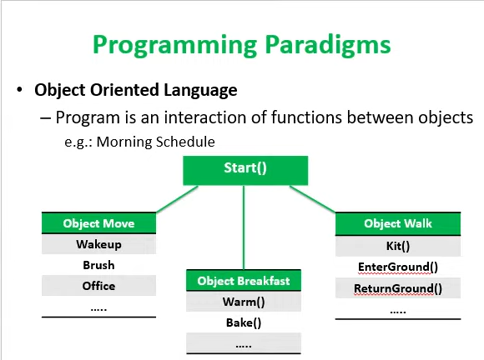 Programming Paradigms
• Object Oriented Language
– Program is an interaction of functions between objects
e.g.: Morning Schedule
Start()
Object Move
Wakeup
Brush
Office
…..
Object Breakfast
Warm()
Bake()
…..
Object Walk
Kit()
EnterGround()
ReturnGround()
…..